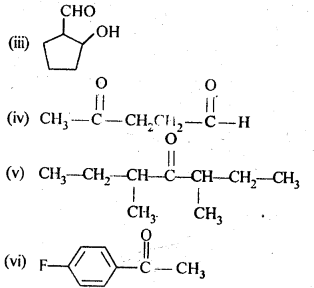 CHO
(iii) OH
O O
(iv) CH3—C—CH2CH2—C—H
O
(v) CH3—CH2—CH—C—CH—CH2—CH3
CH3 CH3
O
(vi) F C—CH3